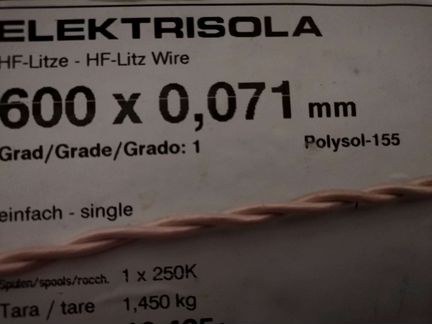 ELEKTRISOLA
HF-Litze - HF-Litz Wire
600 x 0,071 mm
Grad/Grade/Grado: 1
Polysol-155
einfach - single
Spulen/spools/rocch. 1 x 250K
Tara / tare 1,450 kg